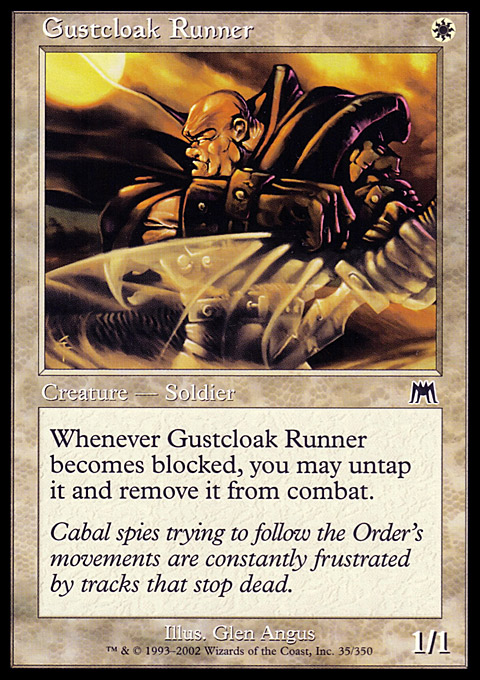 Gustcloak Runner
Creature — Soldier
Whenever Gustcloak Runner
becomes blocked, you may untap
it and remove it from combat.
Cabal spies trying to follow the Order's
movements are constantly frustrated
by tracks that stop dead.
Illus. Glen Angus
™ & © 1993–2002 Wizards of the Coast, Inc. 35/350
1/1